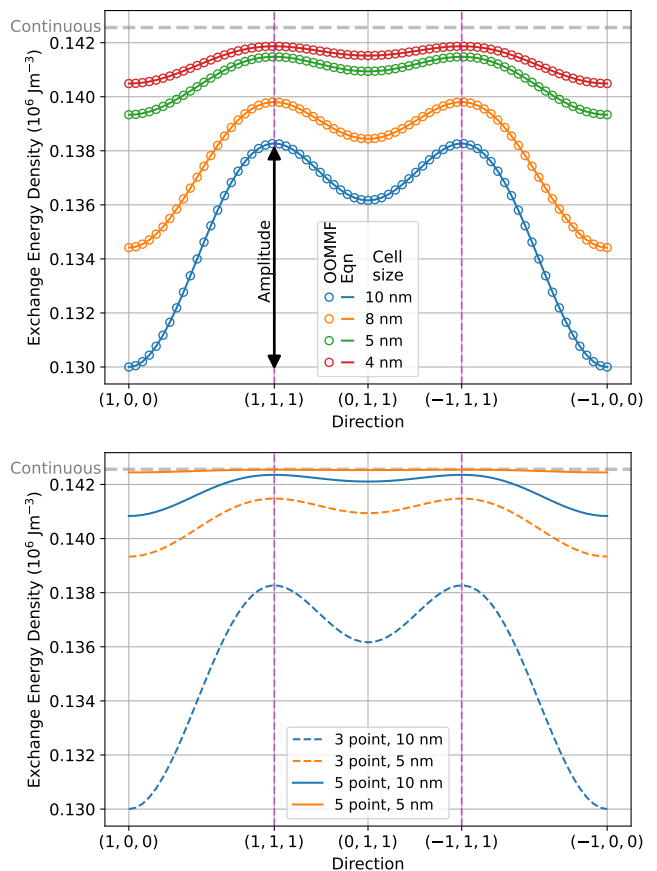 Continuous
0.142
0.140
0.138
0.136
0.134
0.132
0.130
Exchange Energy Density (10⁶ Jm⁻³)
Amplitude
OOMMF
Eqn
Cell
size
10 nm
8 nm
5 nm
4 nm
(1, 0, 0)
(1, 1, 1)
(0, 1, 1)
(−1, 1, 1)
(−1, 0, 0)
Direction
Continuous
0.142
0.140
0.138
0.136
0.134
0.132
0.130
Exchange Energy Density (10⁶ Jm⁻³)
3 point, 10 nm
3 point, 5 nm
5 point, 10 nm
5 point, 5 nm
(1, 0, 0)
(1, 1, 1)
(0, 1, 1)
(−1, 1, 1)
(−1, 0, 0)
Direction